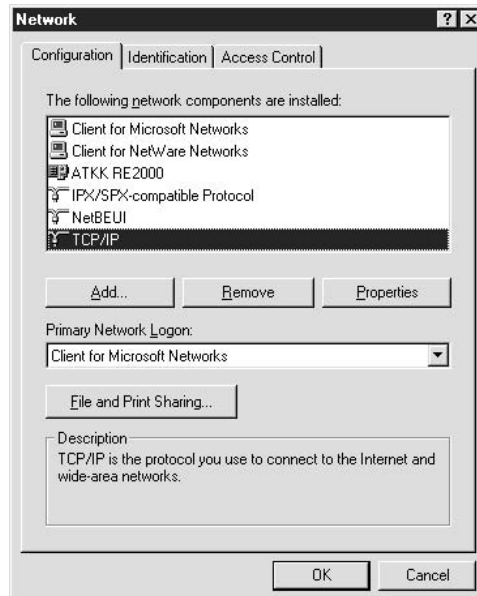 Network
Configuration Identification Access Control
The following network components are installed:
Client for Microsoft Networks
Client for NetWare Networks
ATKK RE2000
IPX/SPX-compatible Protocol
NetBEUI
TCP/IP
Add... Remove Properties
Primary Network Logon:
Client for Microsoft Networks
File and Print Sharing...
Description
TCP/IP is the protocol you use to connect to the Internet and
wide-area networks.
OK Cancel